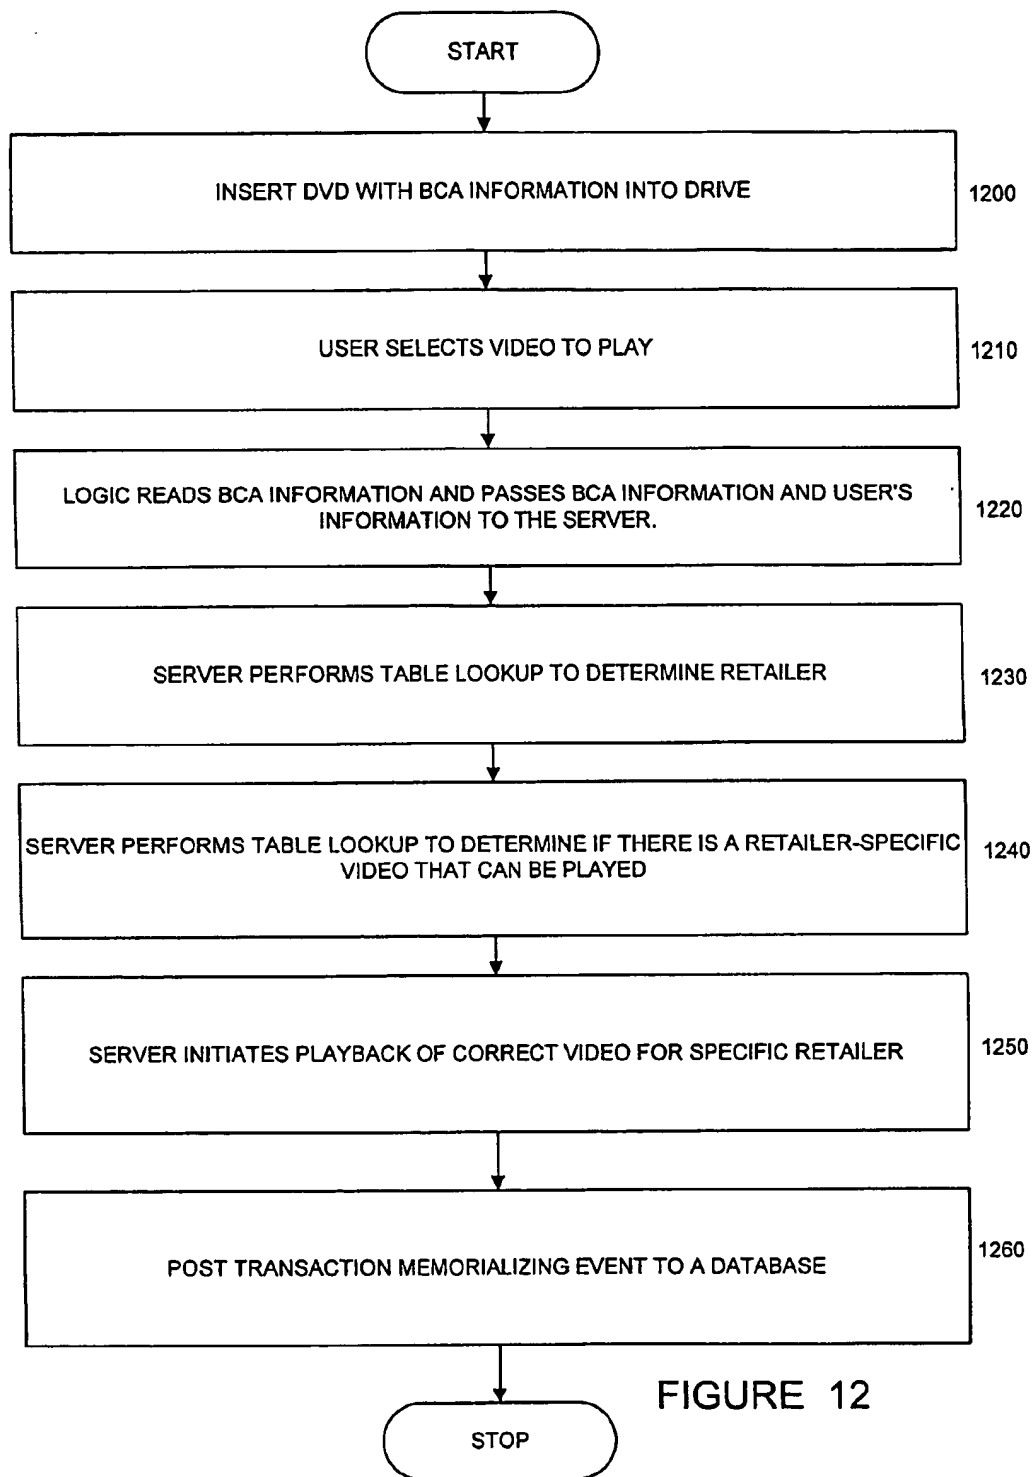 START
INSERT DVD WITH BCA INFORMATION INTO DRIVE
1200
USER SELECTS VIDEO TO PLAY
1210
LOGIC READS BCA INFORMATION AND PASSES BCA INFORMATION AND USER'S
INFORMATION TO THE SERVER.
1220
SERVER PERFORMS TABLE LOOKUP TO DETERMINE RETAILER
1230
SERVER PERFORMS TABLE LOOKUP TO DETERMINE IF THERE IS A RETAILER-SPECIFIC
VIDEO THAT CAN BE PLAYED
1240
SERVER INITIATES PLAYBACK OF CORRECT VIDEO FOR SPECIFIC RETAILER
1250
POST TRANSACTION MEMORIALIZING EVENT TO A DATABASE
1260
FIGURE 12
STOP